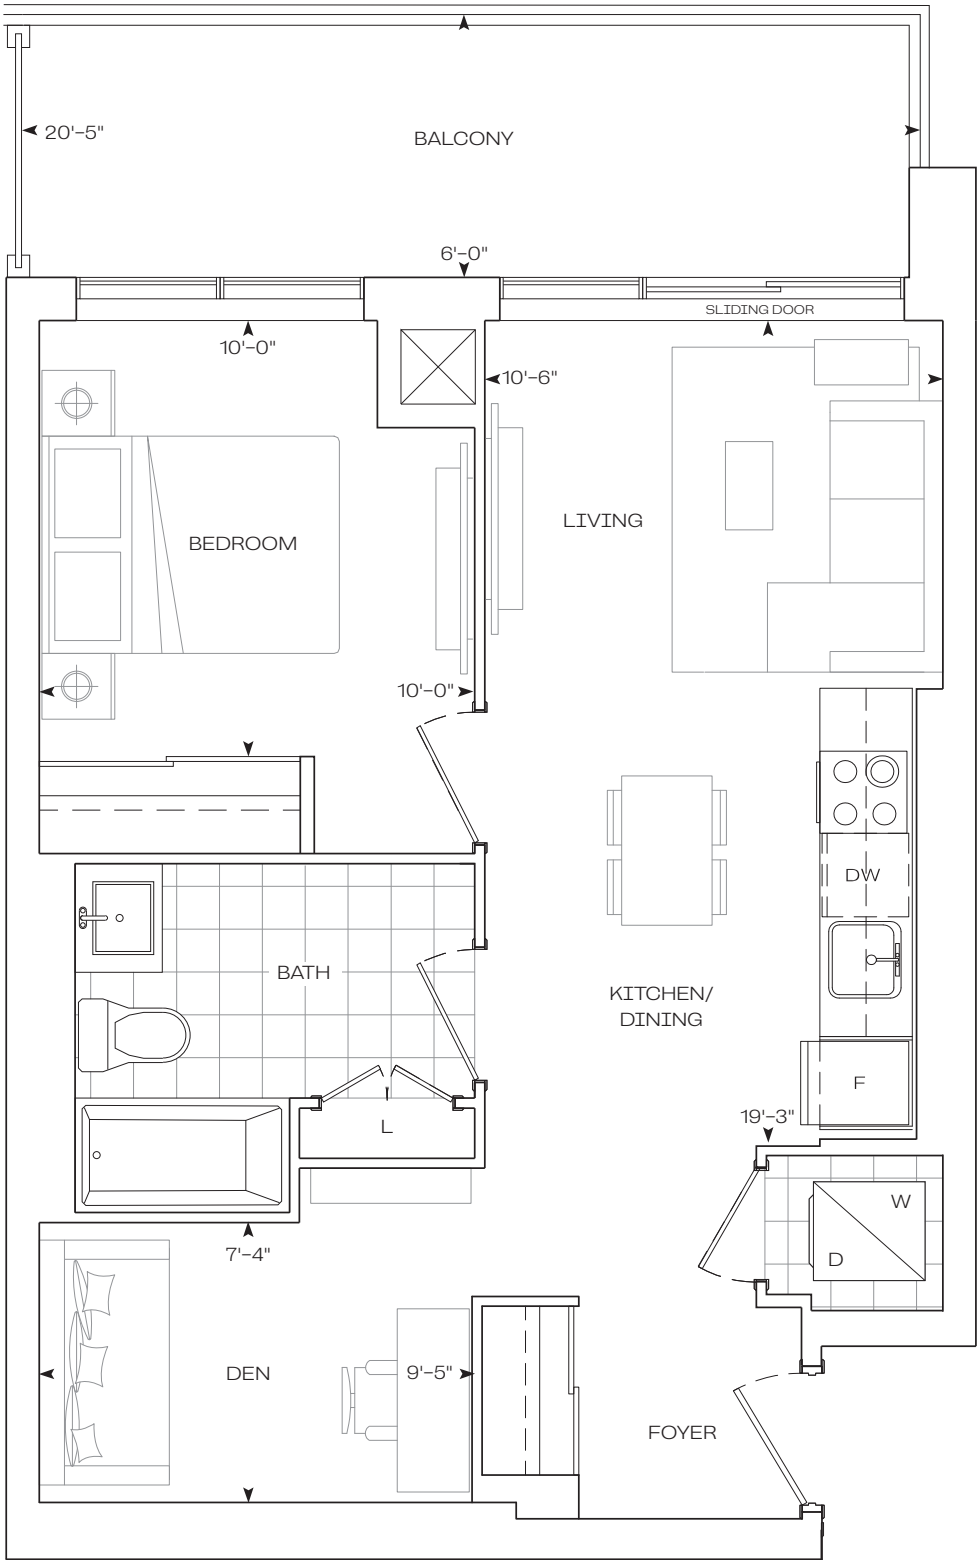 20'-5"
BALCONY
6'-0"
SLIDING DOOR
10'-0"
10'-6"
LIVING
BEDROOM
10'-0"
DW
BATH
KITCHEN/
DINING
F
L
19'-3"
W
D
7'-4"
DEN
9'-5"
FOYER